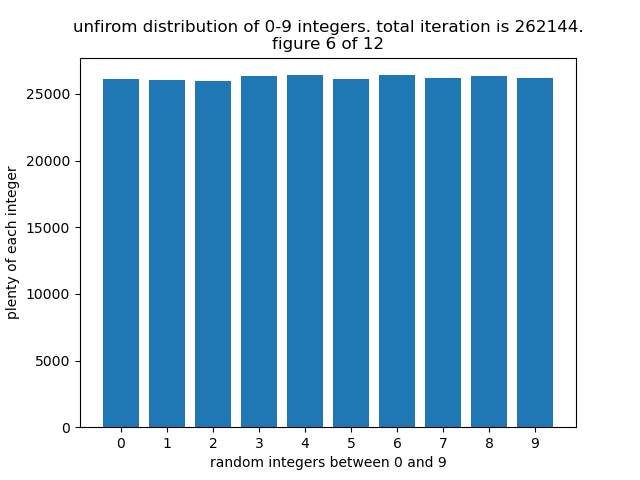 unfirom distribution of 0-9 integers. total iteration is 262144.
figure 6 of 12
plenty of each integer
25000
20000
15000
10000
5000
0
0 1 2 3 4 5 6 7 8 9
random integers between 0 and 9